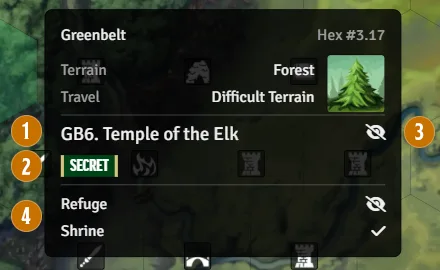 Greenbelt Hex #3.17
Terrain Forest
Travel Difficult Terrain
1 GB6. Temple of the Elk 3
2 SECRET
4 Refuge
Shrine